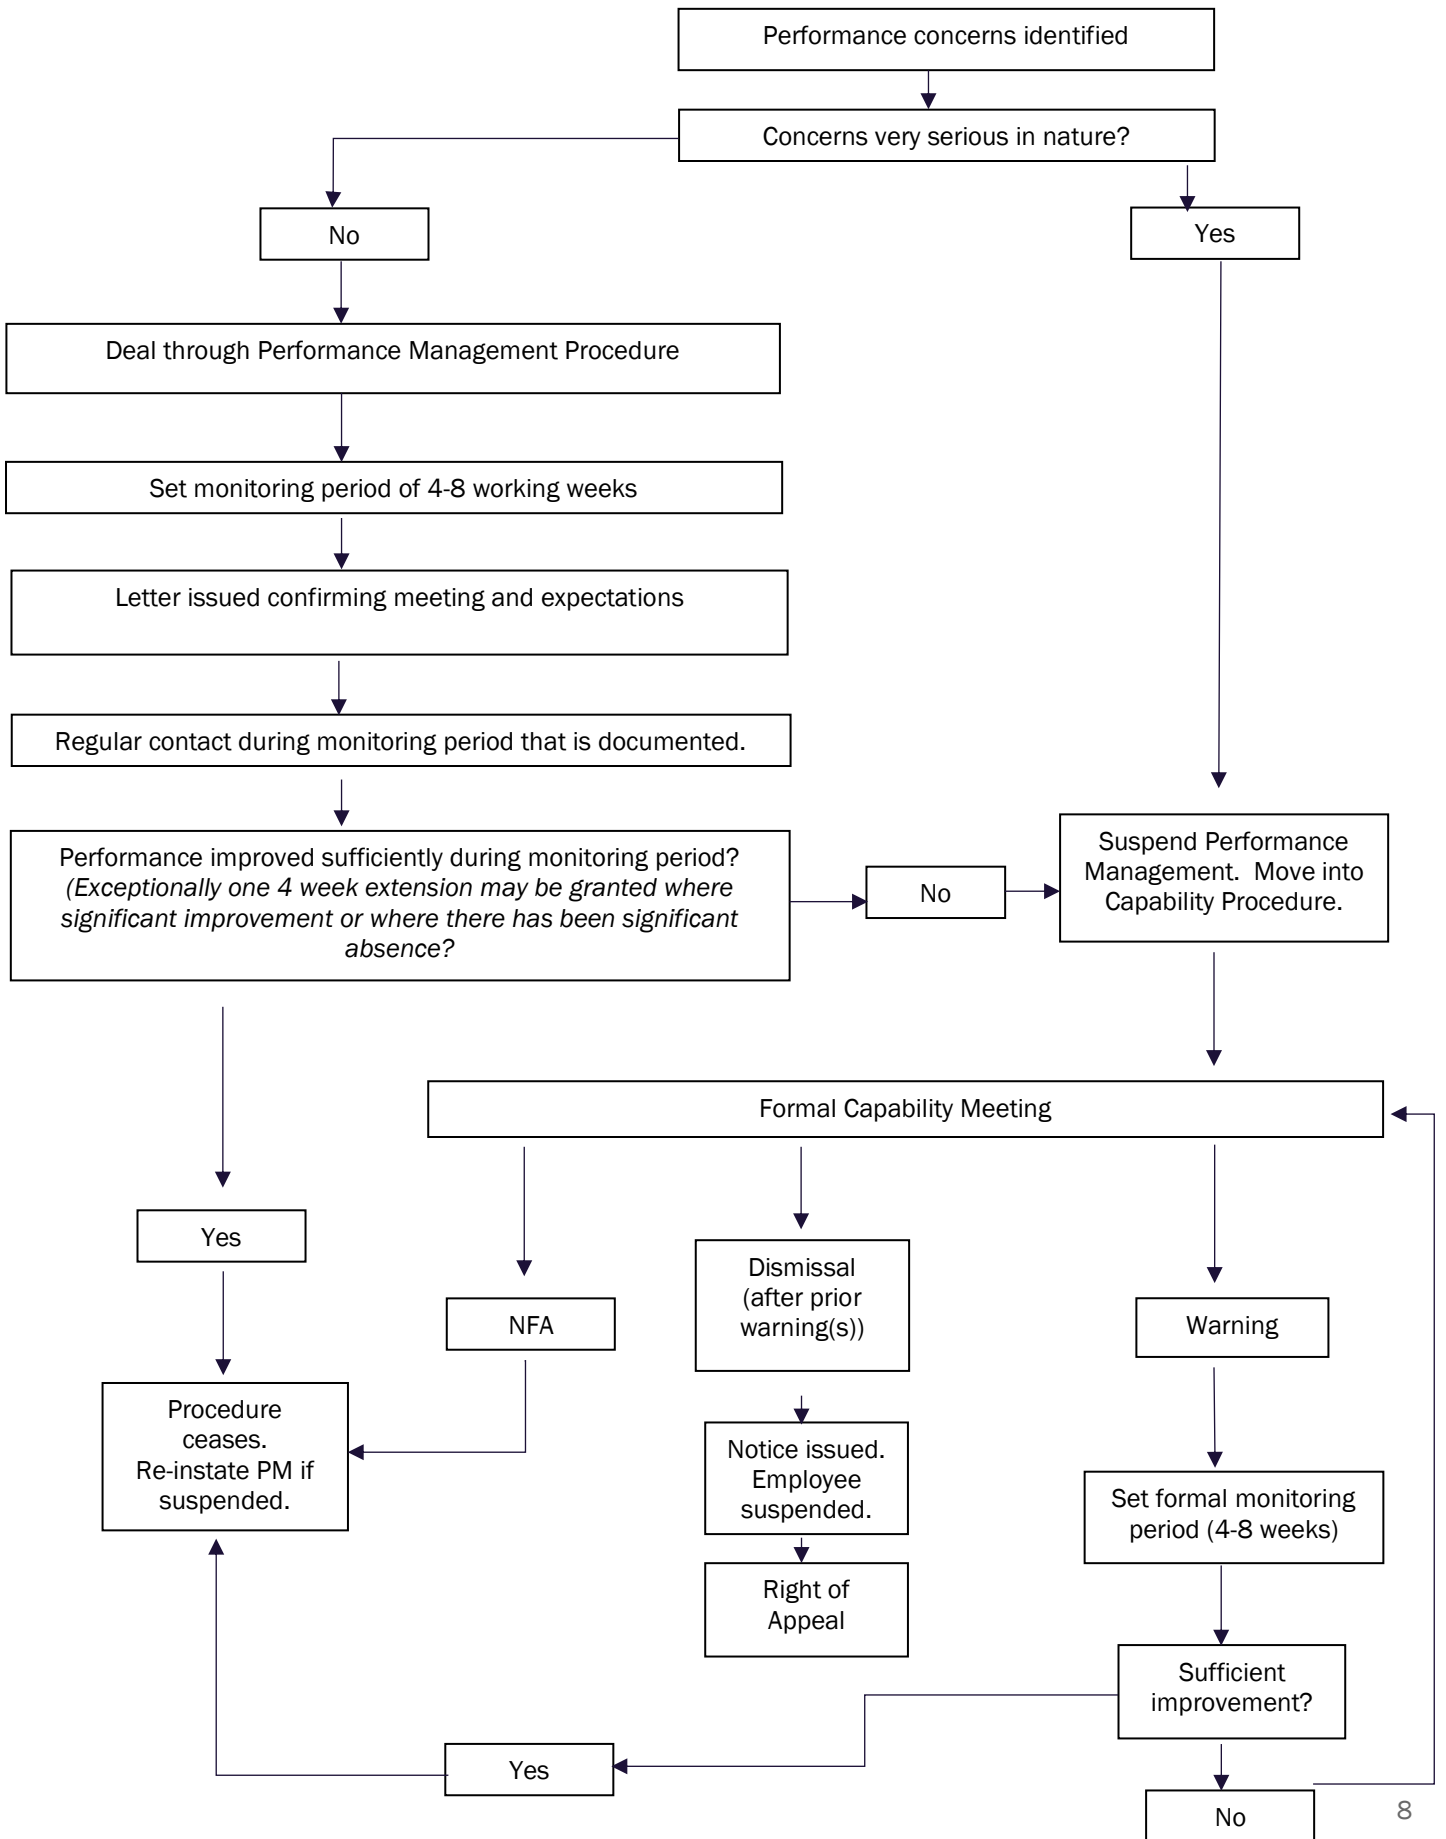 Performance concerns identified
Concerns very serious in nature?
No
Yes
Deal through Performance Management Procedure
Set monitoring period of 4-8 working weeks
Letter issued confirming meeting and expectations
Regular contact during monitoring period that is documented.
Performance improved sufficiently during monitoring period?
(Exceptionally one 4 week extension may be granted where
significant improvement or where there has been significant
absence?
No
Suspend Performance
Management.  Move into
Capability Procedure.
Formal Capability Meeting
Yes
NFA
Dismissal
(after prior
warning(s))
Warning
Procedure
ceases.
Re-instate PM if
suspended.
Notice issued.
Employee
suspended.
Set formal monitoring
period (4-8 weeks)
Right of
Appeal
Sufficient
improvement?
Yes
No
8